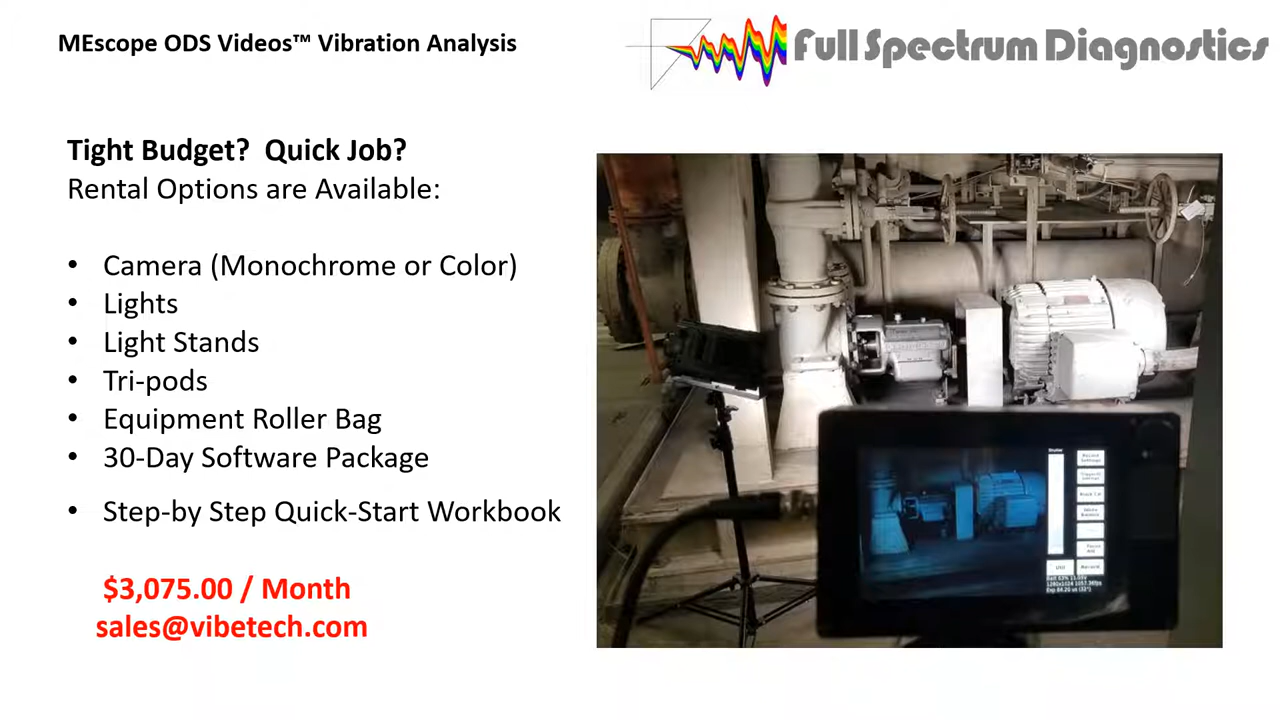 MEscope ODS Videos™ Vibration Analysis
Full Spectrum Diagnostics
Tight Budget? Quick Job?
Rental Options are Available:
• Camera (Monochrome or Color)
• Lights
• Light Stands
• Tri-pods
• Equipment Roller Bag
• 30-Day Software Package
• Step-by Step Quick-Start Workbook
$3,075.00 / Month
sales@vibetech.com
Shutter
Record